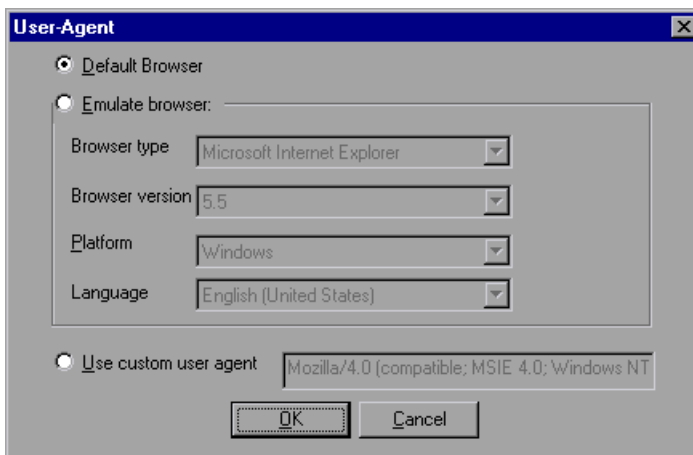 User-Agent
Default Browser
Emulate browser:
Browser type Microsoft Internet Explorer
Browser version 5.5
Platform Windows
Language English (United States)
Use custom user agent Mozilla/4.0 (compatible; MSIE 4.0; Windows NT
OK Cancel